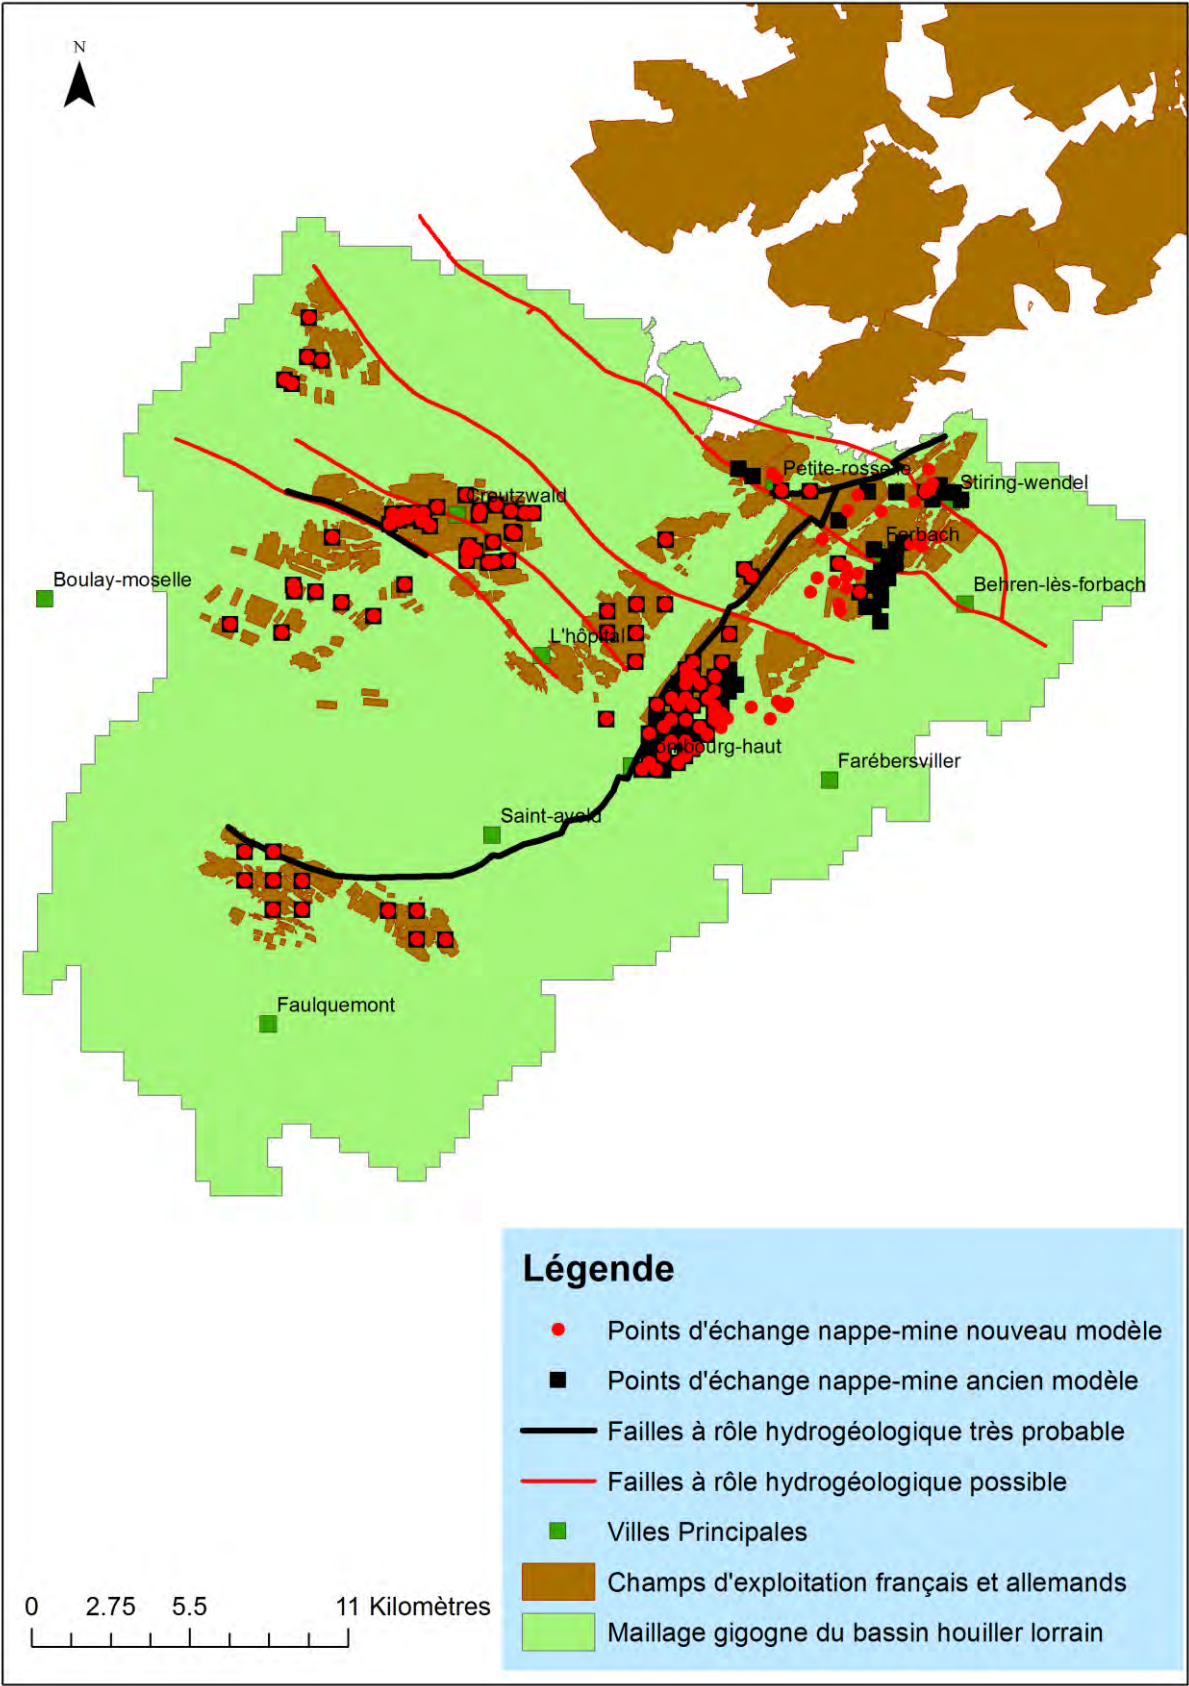 N
Petite-rosselle
Stiring-wendel
Creutzwald
Forbach
Boulay-moselle
Behren-lès-forbach
L'hôpital
ombourg-haut
Farébersviller
Saint-avold
Faulquemont
Légende
Points d'échange nappe-mine nouveau modèle
Points d'échange nappe-mine ancien modèle
Failles à rôle hydrogéologique très probable
Failles à rôle hydrogéologique possible
Villes Principales
Champs d'exploitation français et allemands
Maillage gigogne du bassin houiller lorrain
0 2.75 5.5 11 Kilomètres